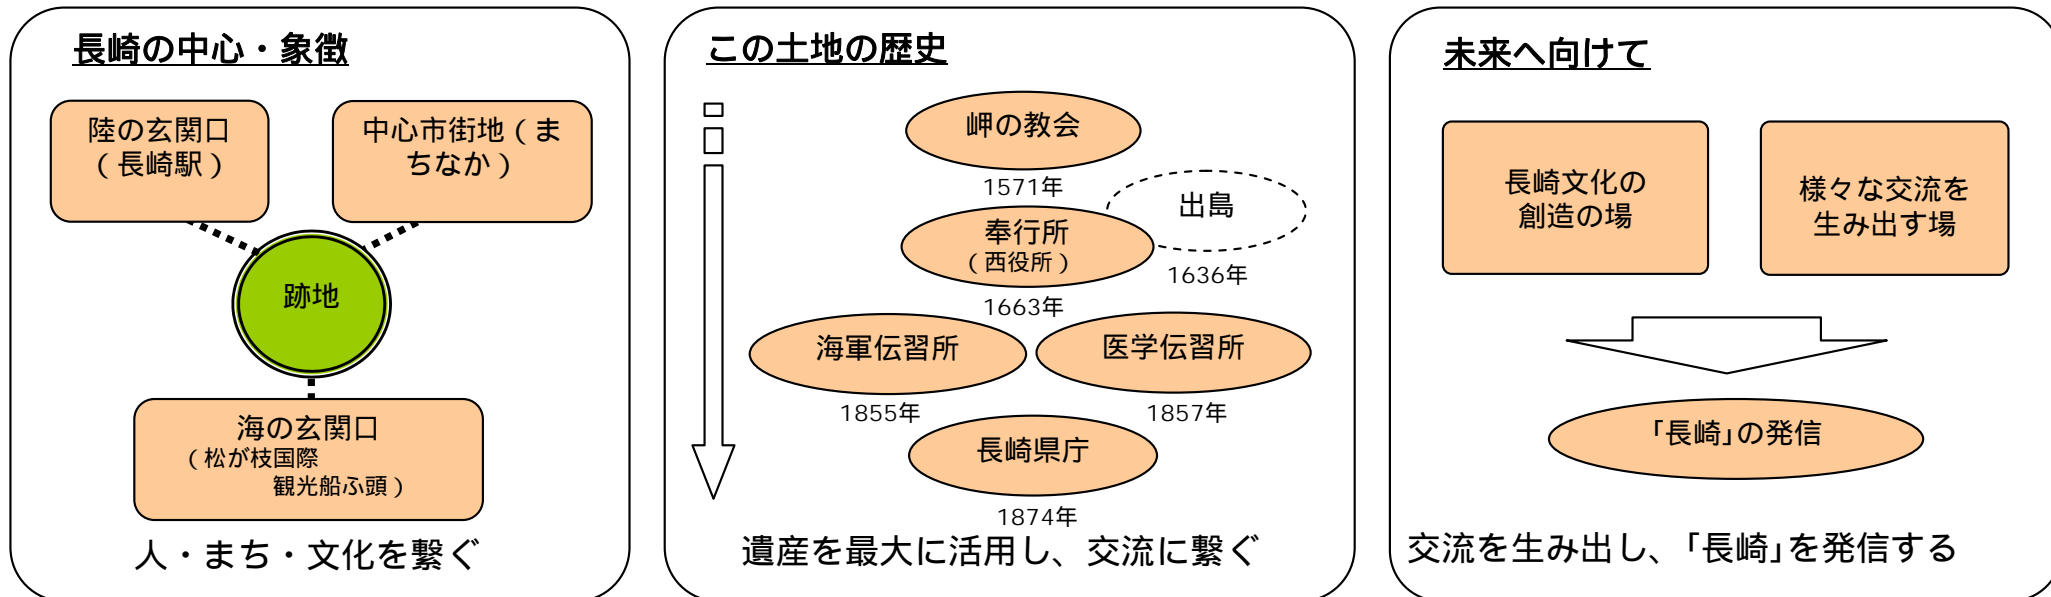 長崎の中心・象徴
陸の玄関口
（長崎駅）
中心市街地（ま
ちなか）
跡地
海の玄関口
（松が枝国際
観光船ふ頭）
人・まち・文化を繋ぐ
この土地の歴史
岬の教会
1571年
出島
1636年
奉行所
（西役所）
1663年
海軍伝習所
1855年
医学伝習所
1857年
長崎県庁
1874年
遺産を最大に活用し、交流に繋ぐ
未来へ向けて
長崎文化の
創造の場
様々な交流を
生み出す場
「長崎」の発信
交流を生み出し、「長崎」を発信する